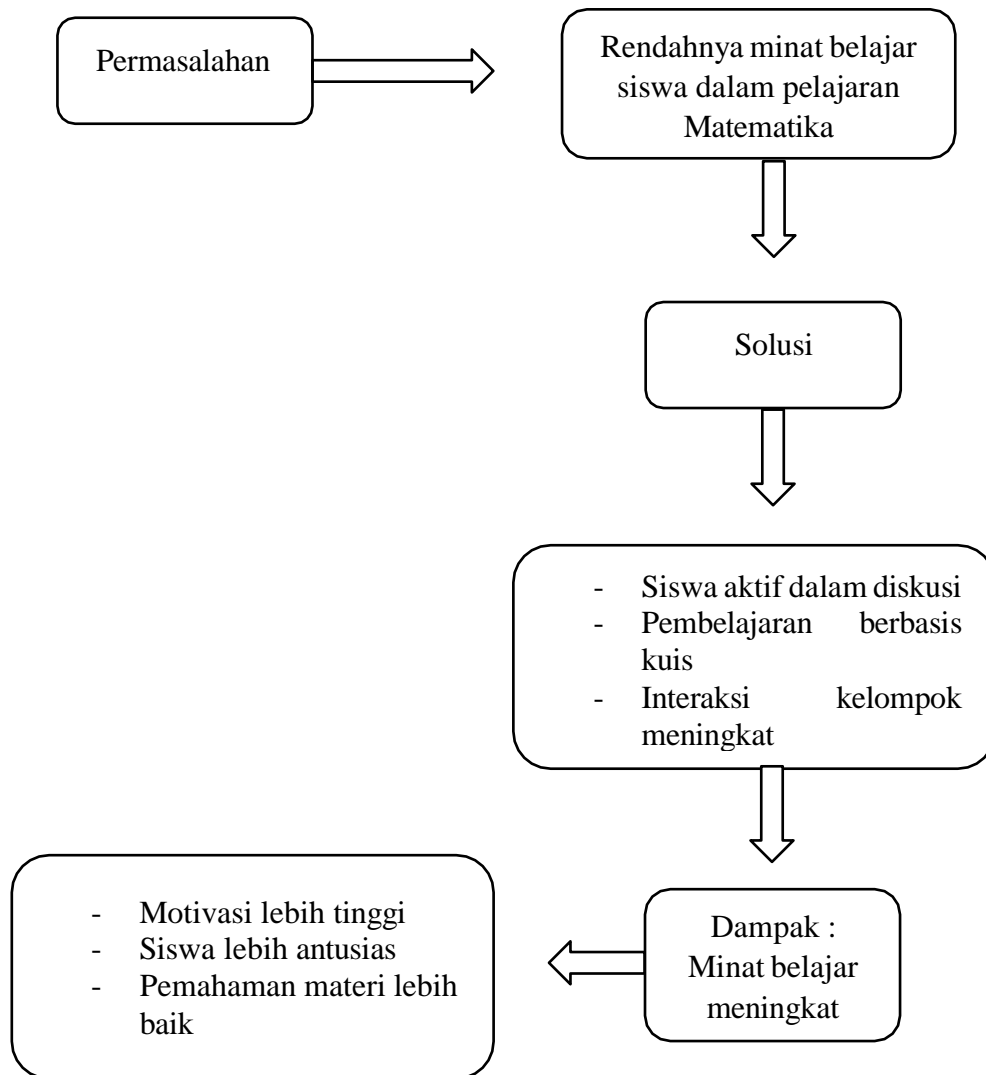 Permasalahan
Rendahnya minat belajar
siswa dalam pelajaran
Matematika
Solusi
- Siswa aktif dalam diskusi
- Pembelajaran berbasis
kuis
- Interaksi kelompok
meningkat
Dampak :
Minat belajar
meningkat
- Motivasi lebih tinggi
- Siswa lebih antusias
- Pemahaman materi lebih
baik